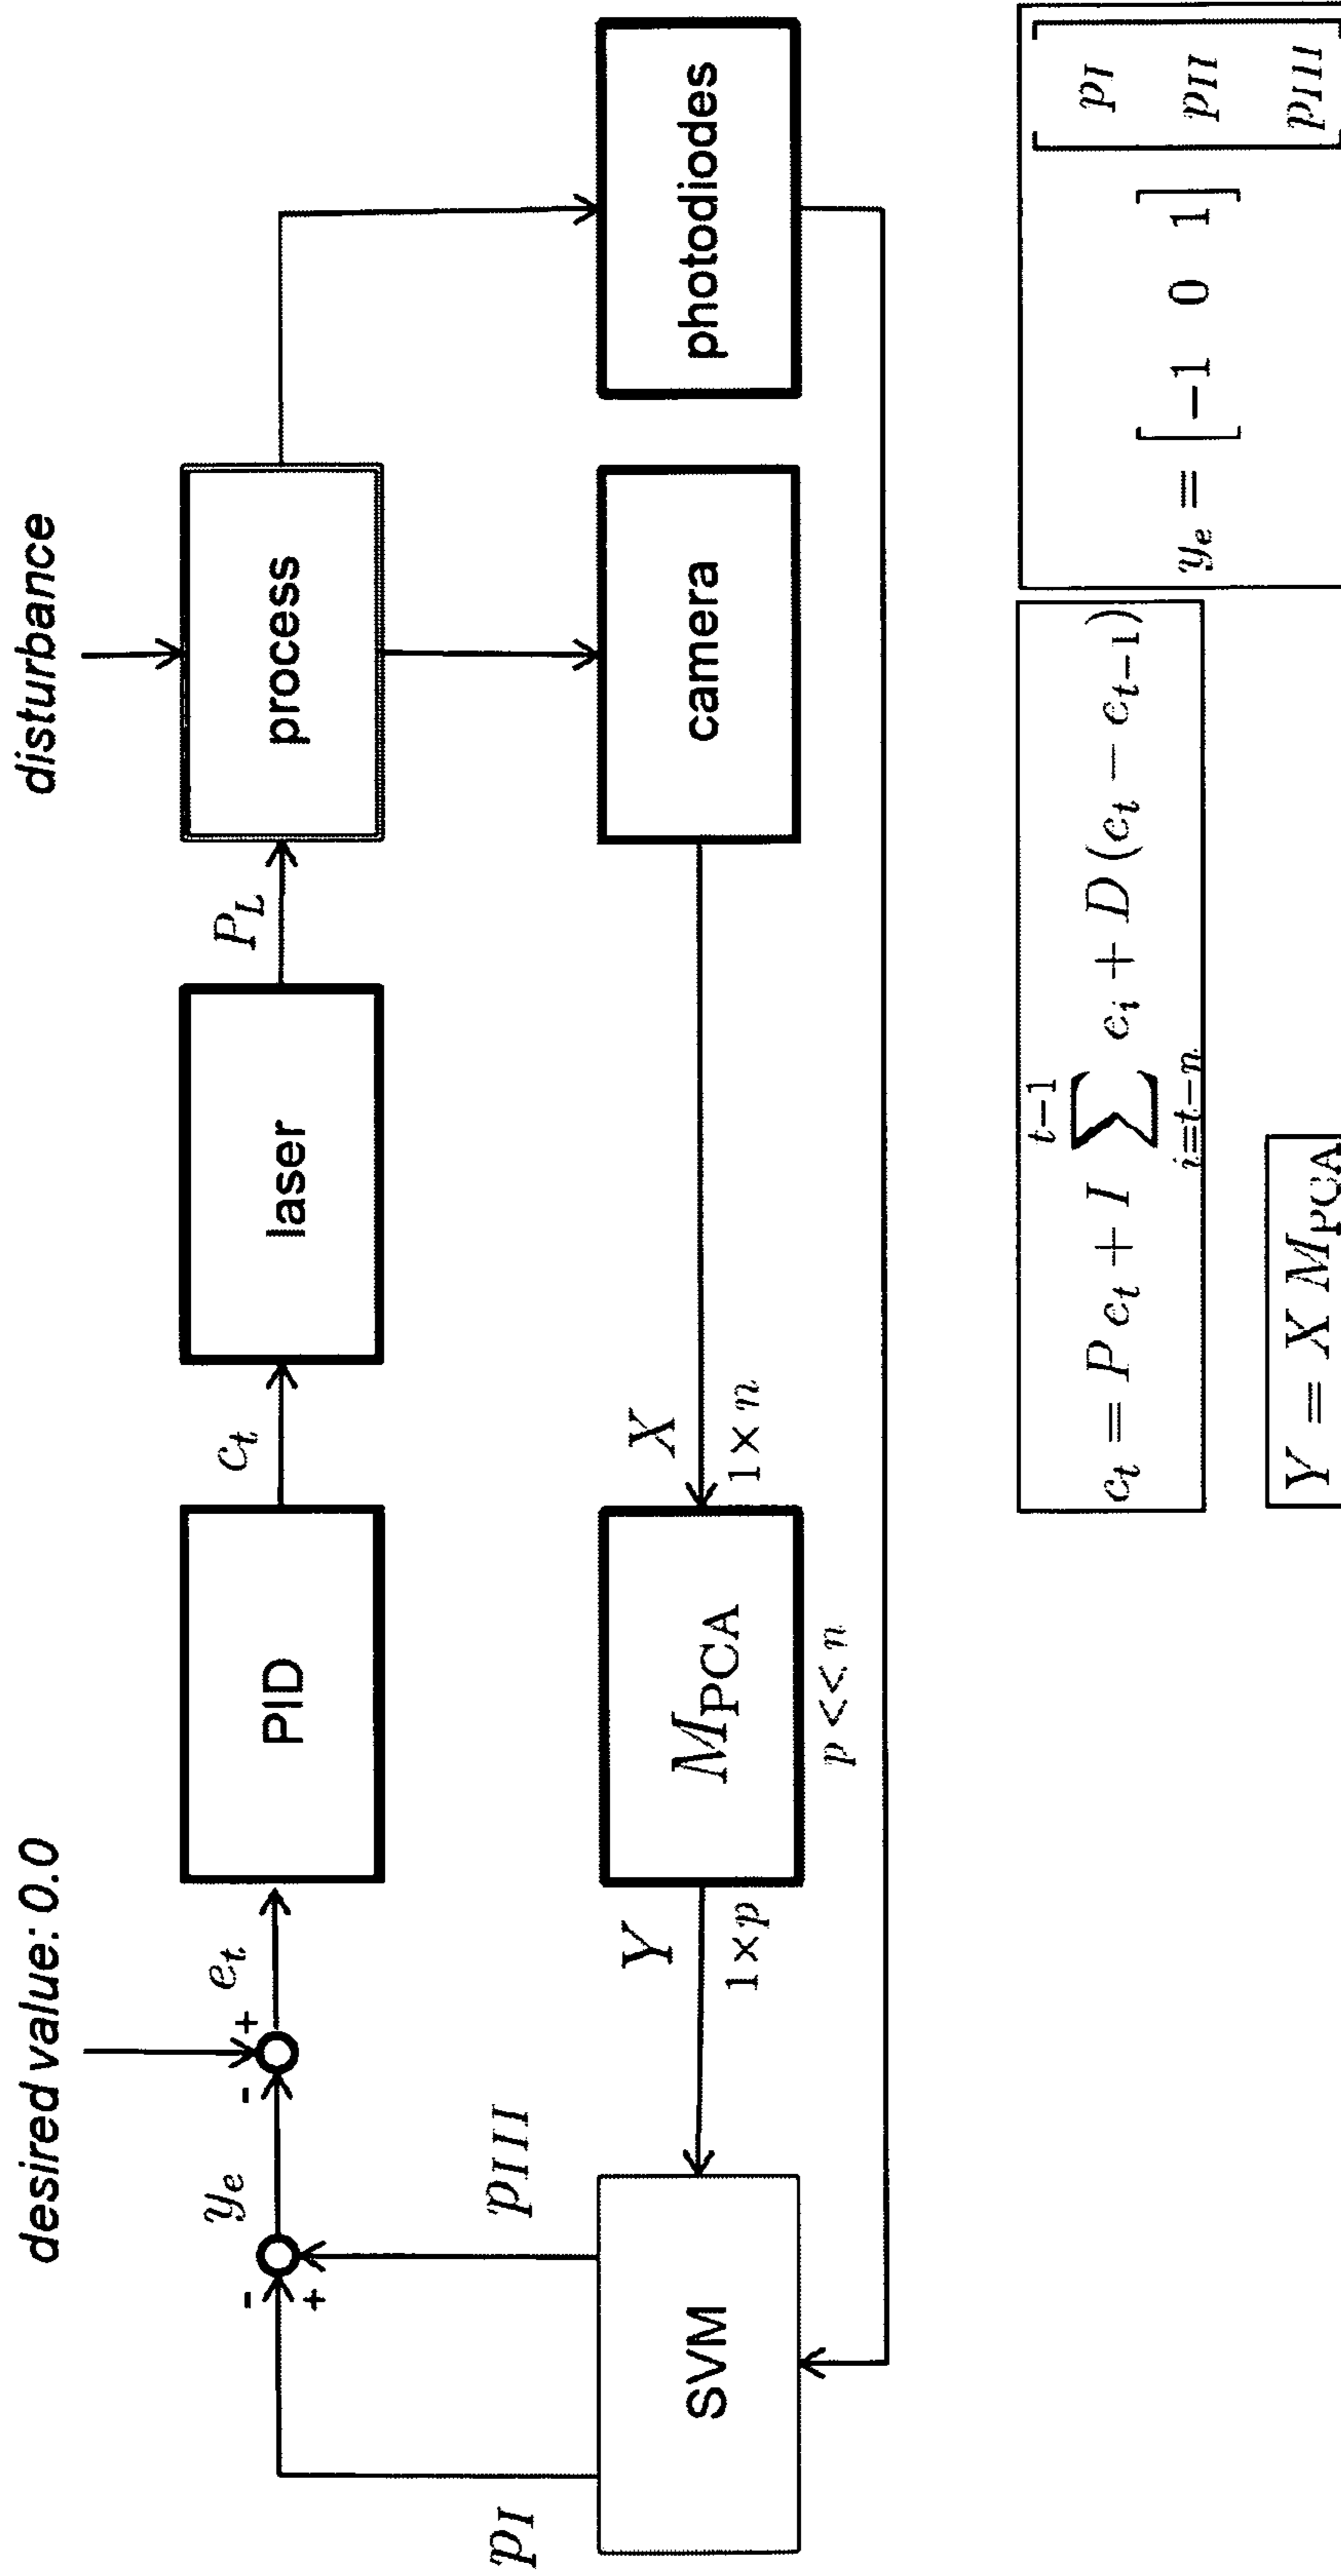 desired value: 0.0
disturbance
p_I
- +
y_e
p_III
- +
e_t
PID
c_t
laser
P_L
process
SVM
Y
1×p
M_PCA
p << n
X
1×n
camera
photodiodes
c_t = P e_t + I ∑_{i=t-n}^{t-1} e_i + D(e_t − e_{t−1})
y_e = [−1 0 1] [p_I
p_II
p_III]
Y = X M_PCA